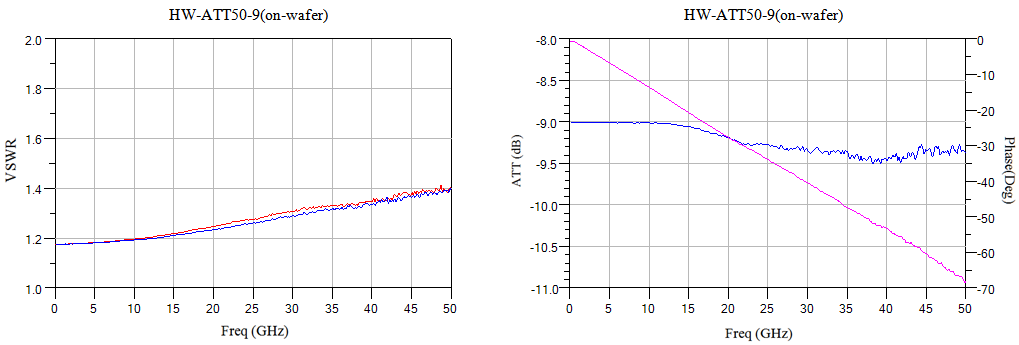 HW-ATT50-9(on-wafer)
VSWR
2.0
1.8
1.6
1.4
1.2
1.0
0 5 10 15 20 25 30 35 40 45 50
Freq (GHz)
HW-ATT50-9(on-wafer)
ATT (dB)
-8.0
-8.5
-9.0
-9.5
-10.0
-10.5
-11.0
0
-10
-20
-30
-40
-50
-60
-70
Phase(Deg)
0 5 10 15 20 25 30 35 40 45 50
Freq (GHz)